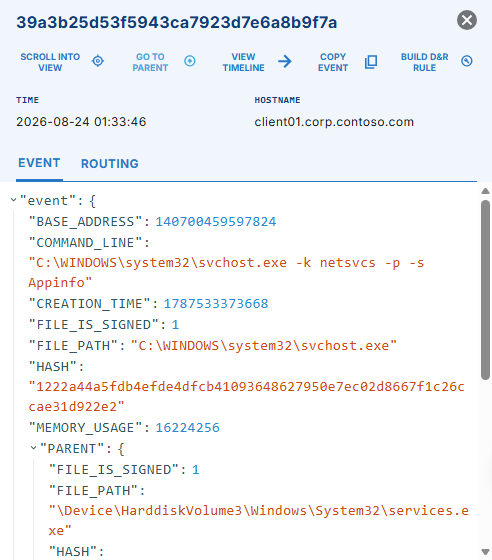 39a3b25d53f5943ca7923d7e6a8b9f7a
SCROLL INTO VIEW
GO TO PARENT
VIEW TIMELINE
COPY EVENT
BUILD D&R RULE
TIME
HOSTNAME
2026-08-24 01:33:46
client01.corp.contoso.com
EVENT
ROUTING
"event": {
"BASE_ADDRESS": 140700459597824
"COMMAND_LINE":
"C:\WINDOWS\system32\svchost.exe -k netsvcs -p -s
Appinfo"
"CREATION_TIME": 1787533373668
"FILE_IS_SIGNED": 1
"FILE_PATH": "C:\WINDOWS\system32\svchost.exe"
"HASH":
"1222a44a5fdb4efde4dfcb41093648627950e7ec02d8667f1c26c
cae31d922e2"
"MEMORY_USAGE": 16224256
"PARENT": {
"FILE_IS_SIGNED": 1
"FILE_PATH":
"\Device\HarddiskVolume3\Windows\System32\services.e
xe"
"HASH":